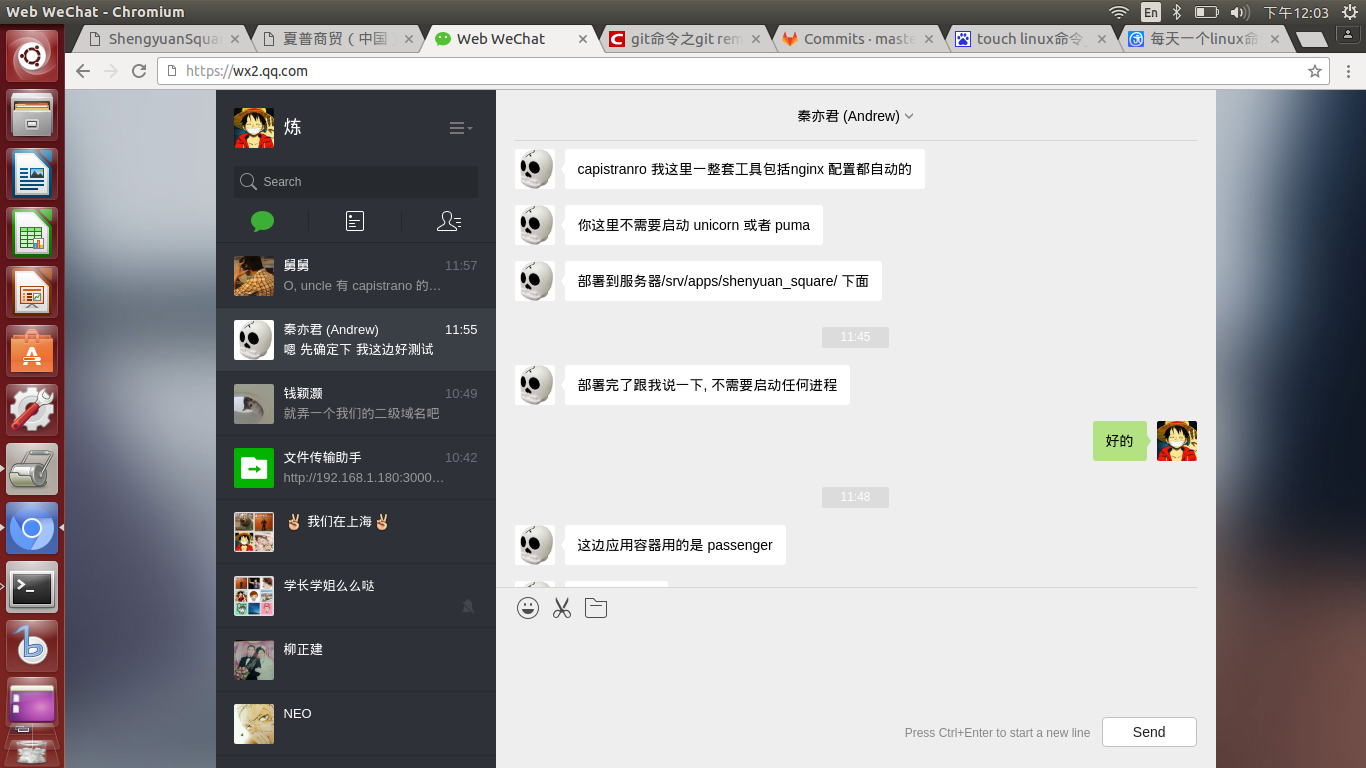 Web WeChat - Chromium
En
下午12:03
ShengyuanSqua
夏普商贸（中国
Web WeChat
git命令之git rem
Commits · maste
touch linux命令
每天一个linux命
https://wx2.qq.com
炼
Search
舅舅
11:57
O, uncle 有 capistrano 的…
秦亦君 (Andrew)
11:55
嗯 先确定下 我这边好测试
钱颖灏
10:49
就弄一个我们的二级域名吧
文件传输助手
10:42
http://192.168.1.180:3000…
✌ 我们在上海 ✌
学长学姐么么哒
柳正建
NEO
秦亦君 (Andrew)
capistranro 我这里一整套工具包括nginx 配置都自动的
你这里不需要启动 unicorn 或者 puma
部署到服务器/srv/apps/shenyuan_square/ 下面
11:45
部署完了跟我说一下, 不需要启动任何进程
好的
11:48
这边应用容器用的是 passenger
Press Ctrl+Enter to start a new line
Send